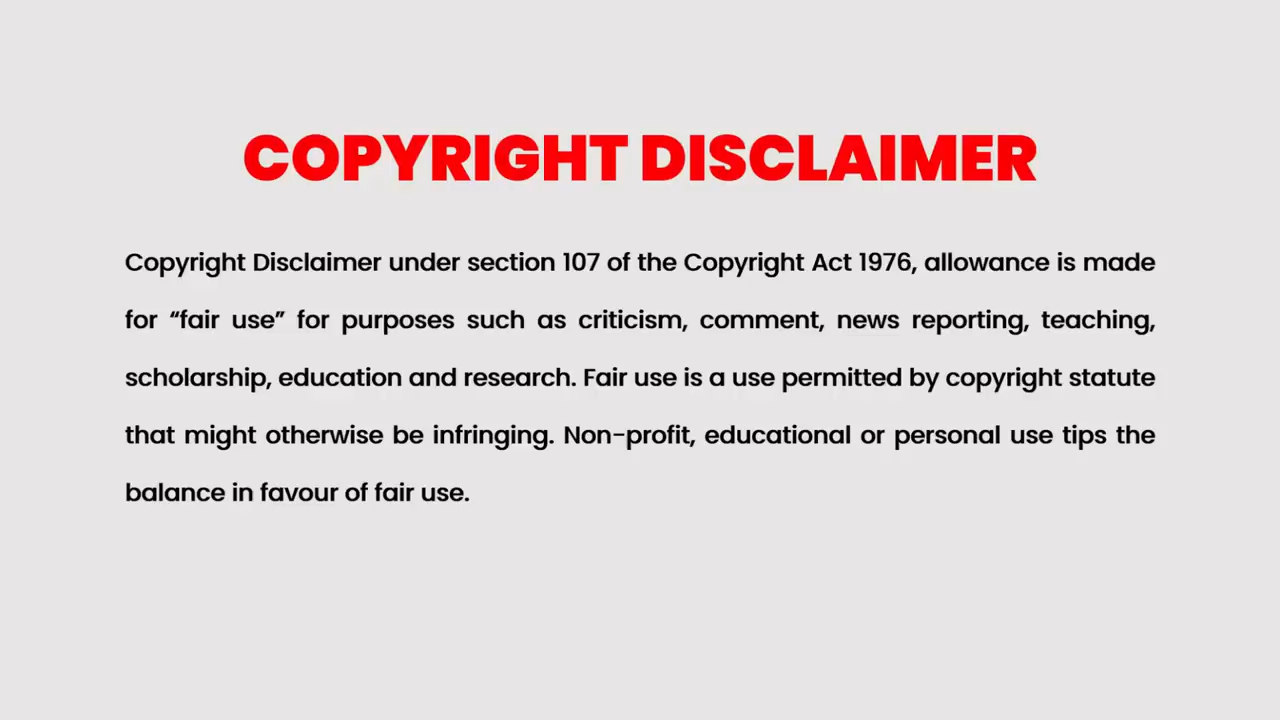 COPYRIGHT DISCLAIMER
Copyright Disclaimer under section 107 of the Copyright Act 1976, allowance is made
for “fair use” for purposes such as criticism, comment, news reporting, teaching,
scholarship, education and research. Fair use is a use permitted by copyright statute
that might otherwise be infringing. Non-profit, educational or personal use tips the
balance in favour of fair use.